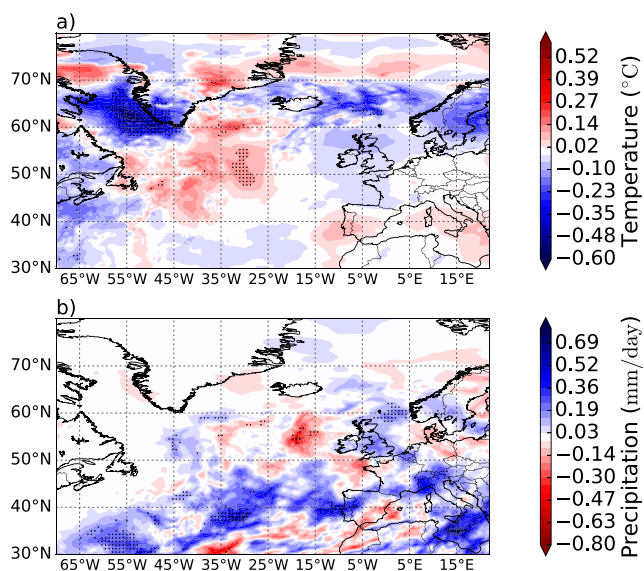 a)
70°N
60°N
50°N
40°N
30°N
65°W 55°W 45°W 35°W 25°W 15°W 5°W 5°E 15°E
0.52
0.39
0.27
0.14
0.02
−0.10
−0.23
−0.35
−0.48
−0.60
Temperature (°C)
b)
70°N
60°N
50°N
40°N
30°N
65°W 55°W 45°W 35°W 25°W 15°W 5°W 5°E 15°E
0.69
0.52
0.36
0.19
0.03
−0.14
−0.30
−0.47
−0.63
−0.80
Precipitation (mm/day)